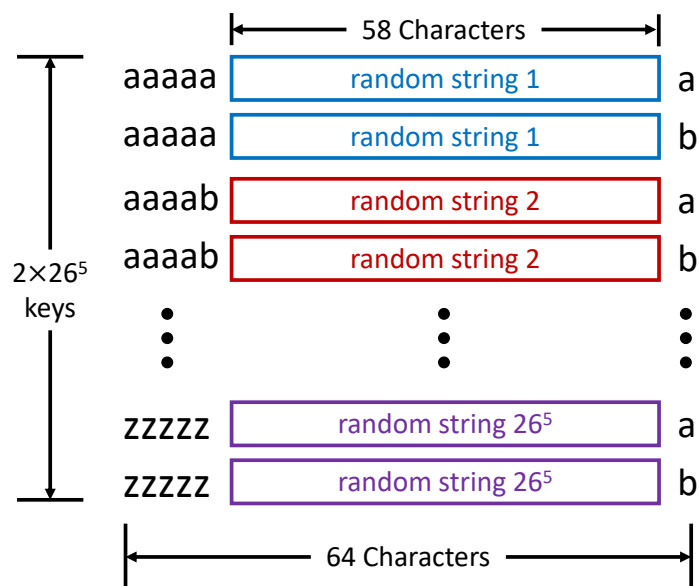 58 Characters
aaaaa random string 1 a
aaaaa random string 1 b
aaaab random string 2 a
aaaab random string 2 b
2×26⁵
keys
zzzzz random string 26⁵ a
zzzzz random string 26⁵ b
64 Characters